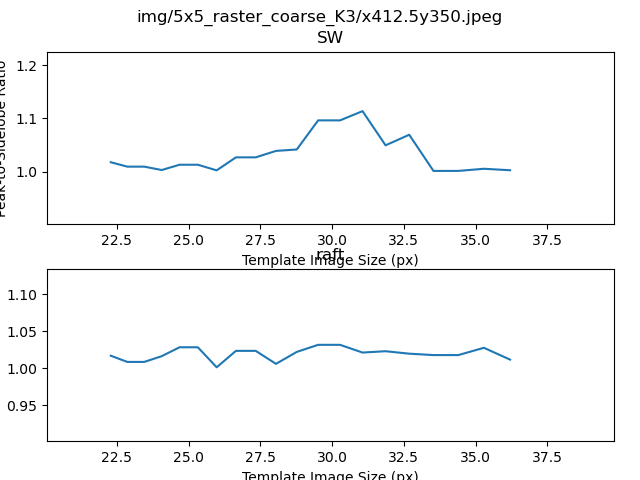 img/5x5_raster_coarse_K3/x412.5y350.jpeg
SW
Peak-to-Sidelobe Ratio
1.2
1.1
1.0
22.5 25.0 27.5 30.0 32.5 35.0 37.5
Template Image Size (px)
raft
1.10
1.05
1.00
0.95
22.5 25.0 27.5 30.0 32.5 35.0 37.5
Template Image Size (px)